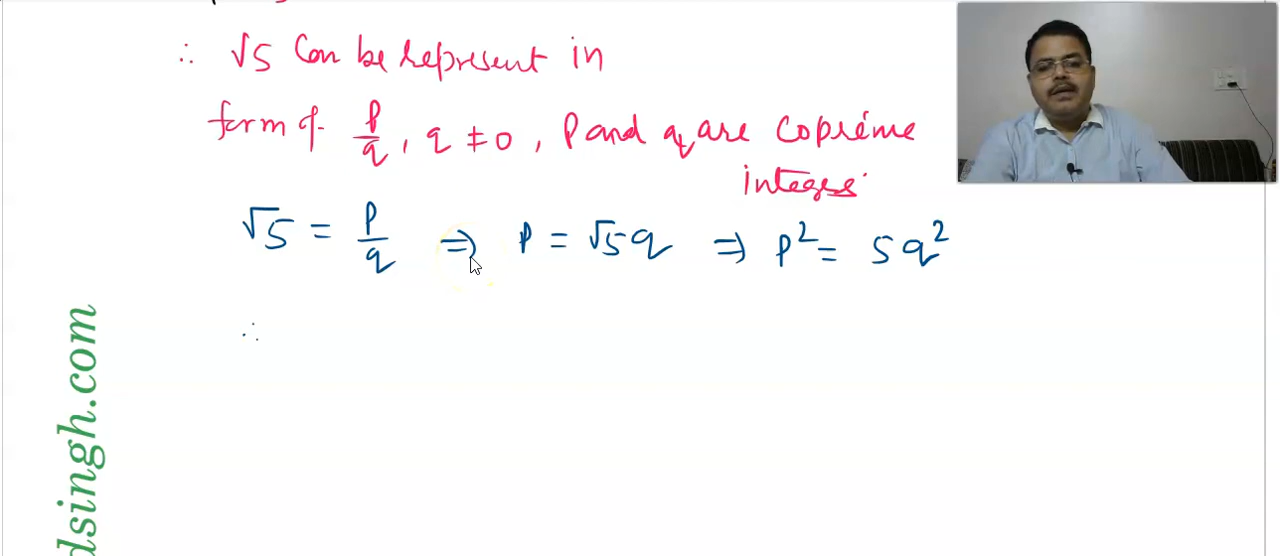 ∴ √5 Can be represent in
form of p/q, q ≠ 0, P and q are coprime
integers
√5 = p/q ⇒ p = √5q ⇒ p² = 5q²
∴
dsingh.com